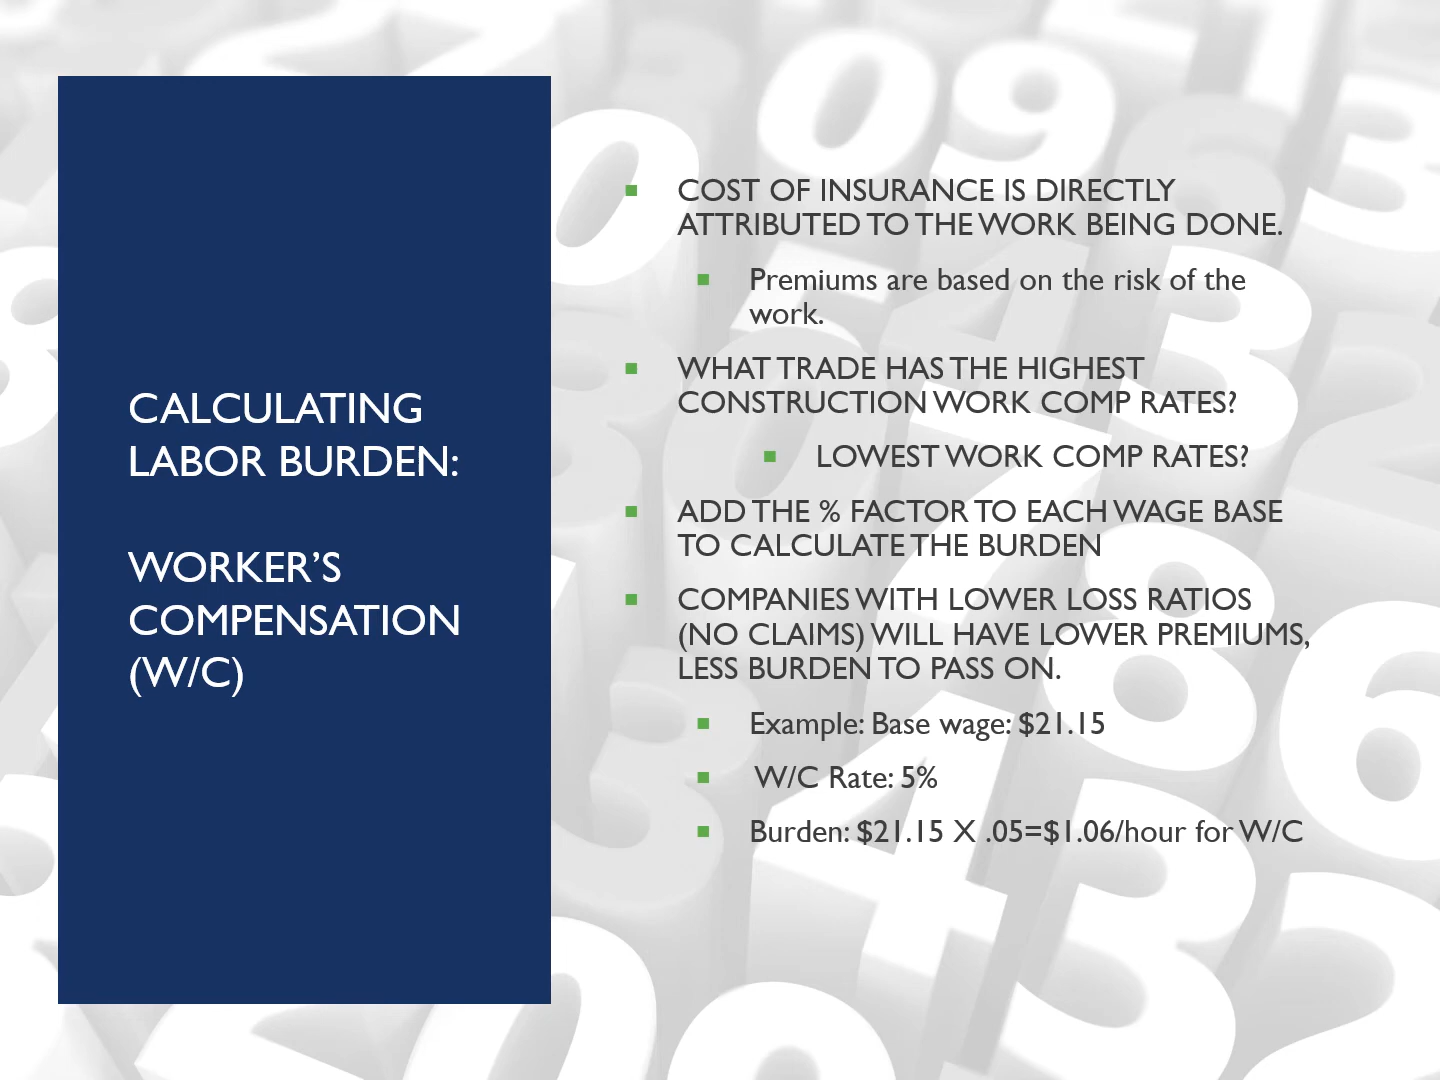 CALCULATING
LABOR BURDEN:
WORKER’S
COMPENSATION
(W/C)
COST OF INSURANCE IS DIRECTLY
ATTRIBUTED TO THE WORK BEING DONE.
Premiums are based on the risk of the
work.
WHAT TRADE HAS THE HIGHEST
CONSTRUCTION WORK COMP RATES?
LOWEST WORK COMP RATES?
ADD THE % FACTOR TO EACH WAGE BASE
TO CALCULATE THE BURDEN
COMPANIES WITH LOWER LOSS RATIOS
(NO CLAIMS) WILL HAVE LOWER PREMIUMS,
LESS BURDEN TO PASS ON.
Example: Base wage: $21.15
W/C Rate: 5%
Burden: $21.15 X .05=$1.06/hour for W/C